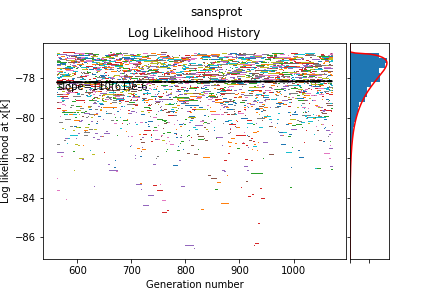 sansprot
Log Likelihood History
Log likelihood at x[k]
−78
−80
−82
−84
−86
600
700
800
900
1000
Generation number